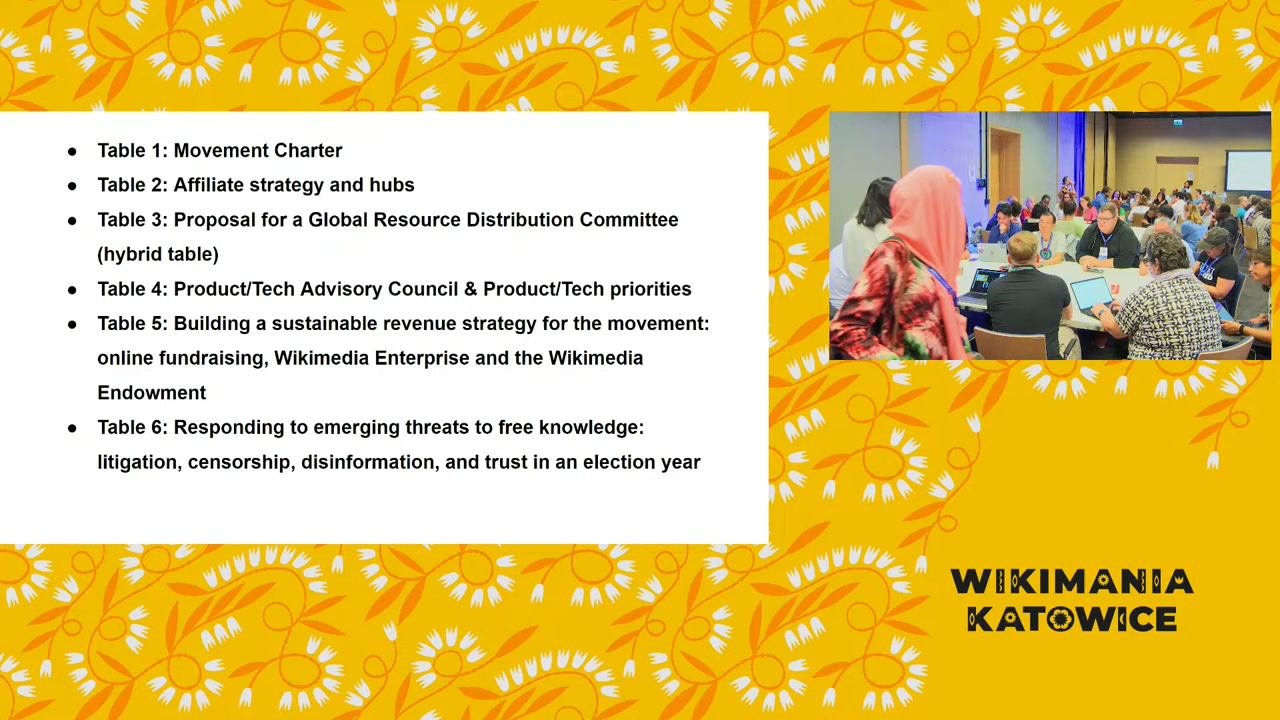 ● Table 1: Movement Charter
● Table 2: Affiliate strategy and hubs
● Table 3: Proposal for a Global Resource Distribution Committee
(hybrid table)
● Table 4: Product/Tech Advisory Council & Product/Tech priorities
● Table 5: Building a sustainable revenue strategy for the movement:
online fundraising, Wikimedia Enterprise and the Wikimedia
Endowment
● Table 6: Responding to emerging threats to free knowledge:
litigation, censorship, disinformation, and trust in an election year
WIKIMANIA
KATOWICE